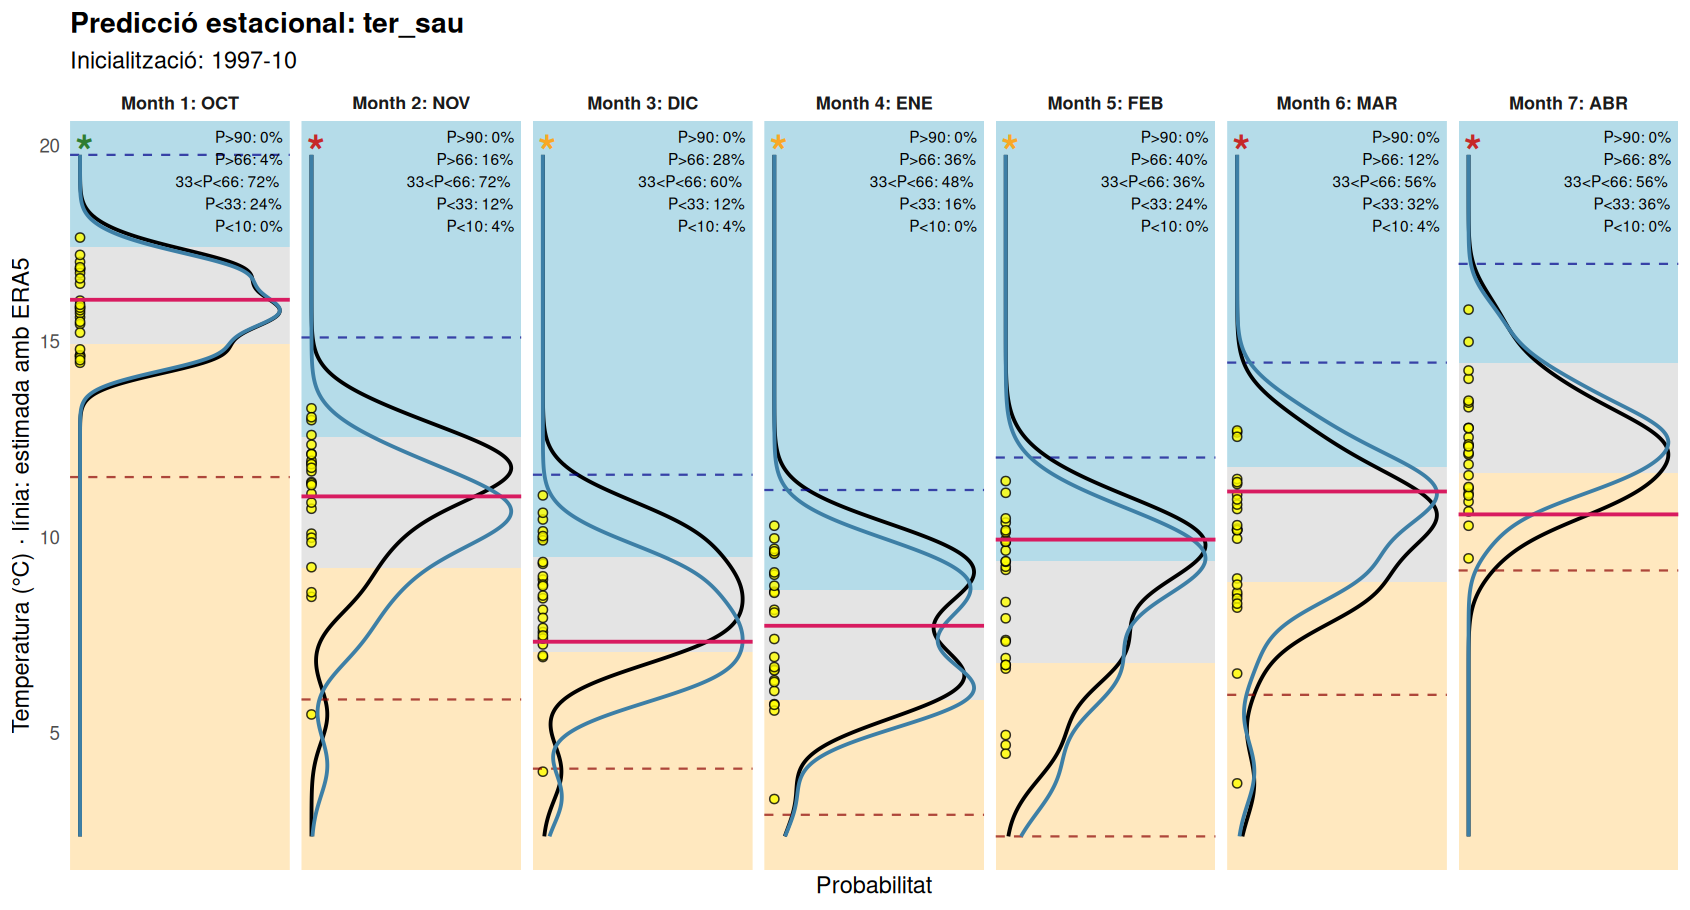 Predicció estacional: ter_sau
Inicialització: 1997-10
Month 1: OCT
Month 2: NOV
Month 3: DIC
Month 4: ENE
Month 5: FEB
Month 6: MAR
Month 7: ABR
*
P>90: 0%
P>66: 4%
33<P<66: 72%
P<33: 24%
P<10: 0%
*
P>90: 0%
P>66: 16%
33<P<66: 72%
P<33: 12%
P<10: 4%
*
P>90: 0%
P>66: 28%
33<P<66: 60%
P<33: 12%
P<10: 4%
*
P>90: 0%
P>66: 36%
33<P<66: 48%
P<33: 16%
P<10: 0%
*
P>90: 0%
P>66: 40%
33<P<66: 36%
P<33: 24%
P<10: 0%
*
P>90: 0%
P>66: 12%
33<P<66: 56%
P<33: 32%
P<10: 4%
*
P>90: 0%
P>66: 8%
33<P<66: 56%
P<33: 36%
P<10: 0%
20
15
10
5
Temperatura (°C) · línia: estimada amb ERA5
Probabilitat